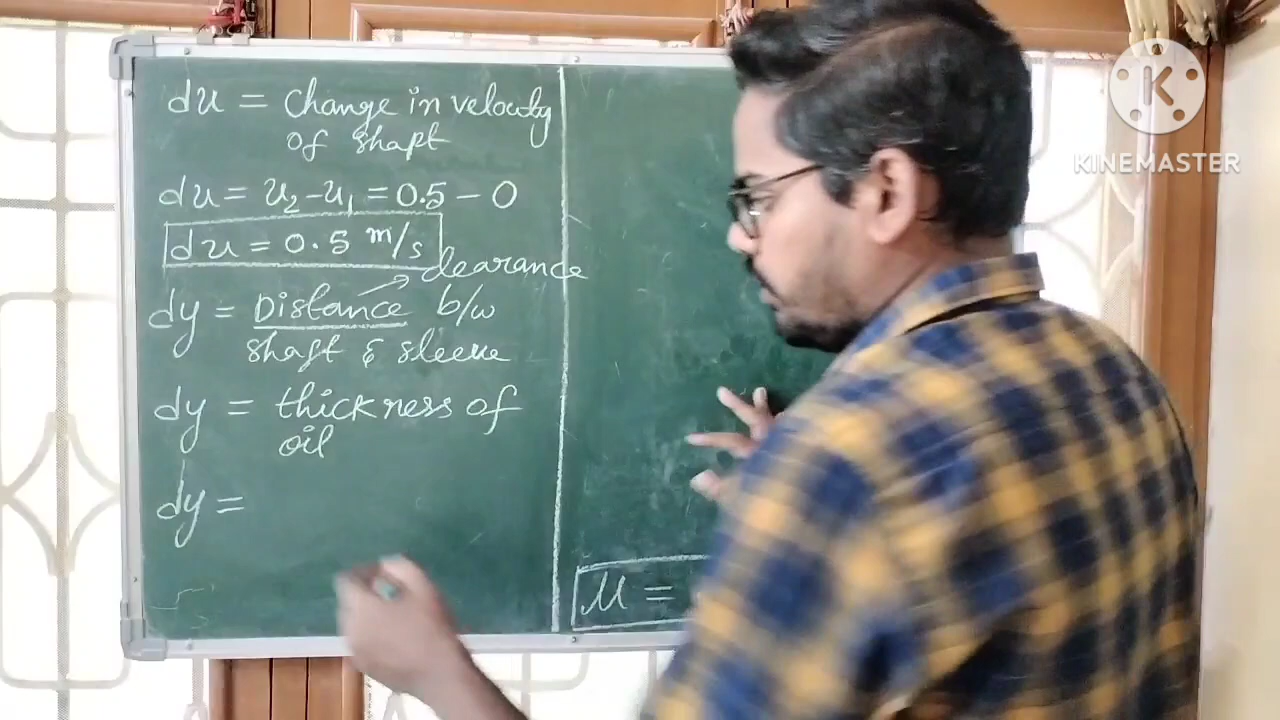 du = Change in velocity
of shaft
du = u₂ - u₁ = 0.5 - 0
du = 0.5 m/s
clearance
dy = Distance b/w
shaft & sleeve
dy = thickness of
oil
dy =
μ =
K
KINEMASTER